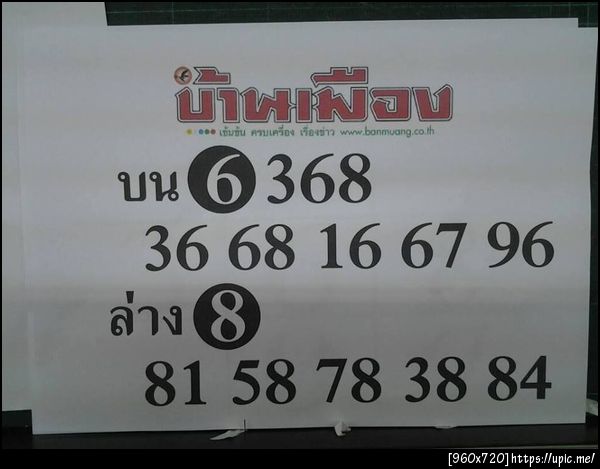 บ้านเมือง
เข้มข้น ครบเครื่อง เรื่องข่าว www.banmuang.co.th
บน 6 368
36 68 16 67 96
ล่าง 8
81 58 78 38 84
[960x720]https://upic.me/